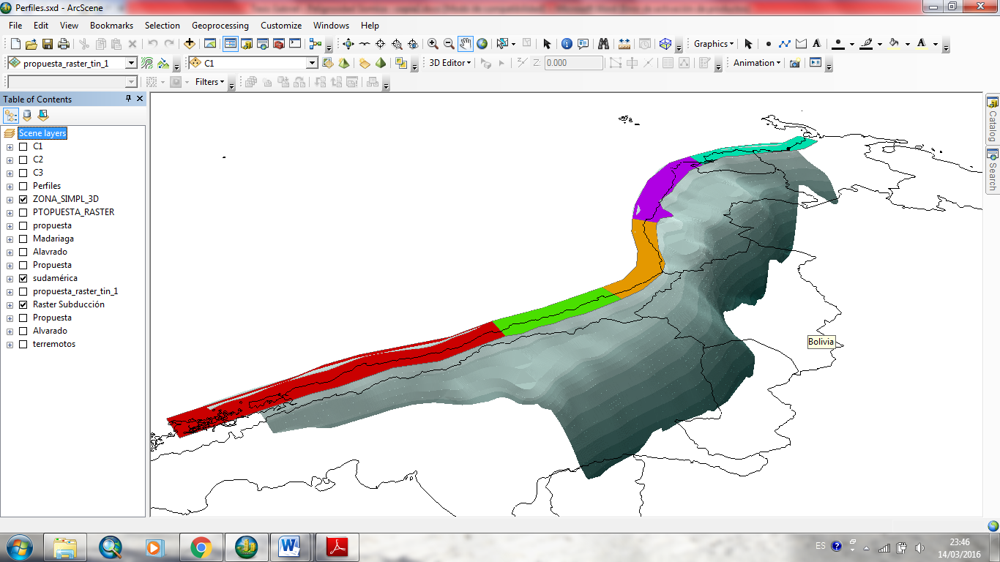 Perfiles.sxd - ArcScene
File Edit View Bookmarks Selection Geoprocessing Customize Windows Help
Graphics
propuesta_raster_tin_1
C1
3D Editor
Z: 0.000
Animation
Filters
Table of Contents
Scene layers
C1
C2
C3
Perfiles
ZONA_SIMPL_3D
PTOPUESTA_RASTER
propuesta
Madariaga
Alavrado
Propuesta
sudamérica
propuesta_raster_tin_1
Raster Subducción
Propuesta
Alvarado
terremotos
Bolivia
Catalog
Search
ES
23:46
14/03/2016